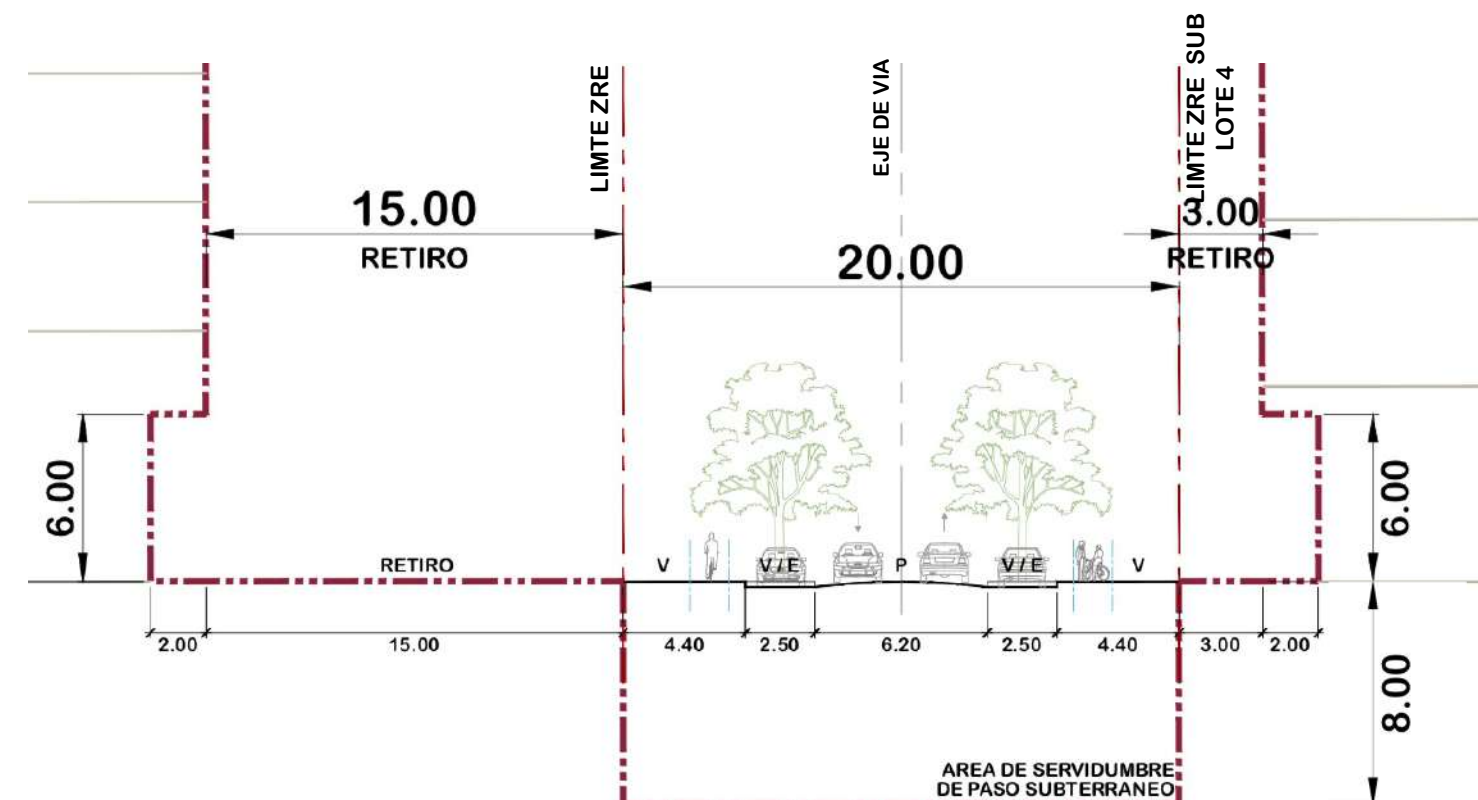 LIMTE ZRE
EJE DE VIA
LIMTE ZRE SUB
LOTE 4
15.00
RETIRO
20.00
3.00
RETIRO
6.00
6.00
RETIRO
V
V / E
P
V / E
V
2.00
15.00
4.40
2.50
6.20
2.50
4.40
3.00
2.00
8.00
AREA DE SERVIDUMBRE
DE PASO SUBTERRANEO